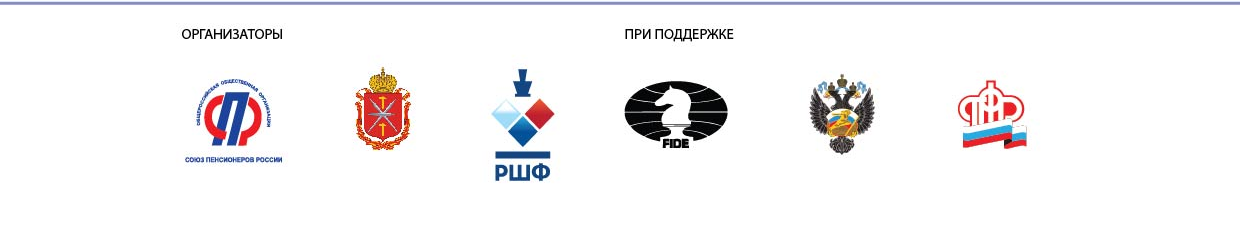 ОРГАНИЗАТОРЫ
ПРИ ПОДДЕРЖКЕ
ОБЩЕРОССИЙСКАЯ ОБЩЕСТВЕННАЯ ОРГАНИЗАЦИЯ
СОЮЗ ПЕНСИОНЕРОВ РОССИИ
РШФ
FIDE